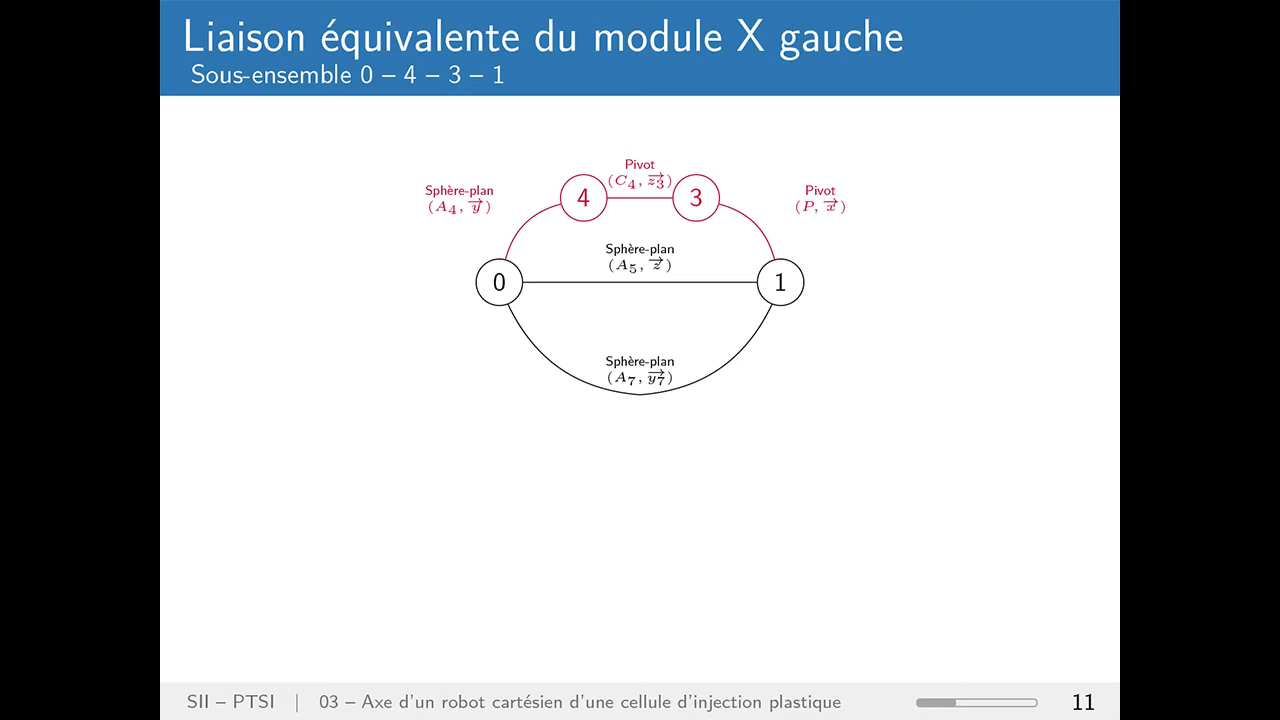 Liaison équivalente du module X gauche
Sous-ensemble 0 – 4 – 3 – 1
Pivot
(C₄, z₃⃗)
Sphère-plan
(A₄, y⃗)
Pivot
(P, x⃗)
4
3
Sphère-plan
(A₅, z⃗)
0
1
Sphère-plan
(A₇, y₇⃗)
SII – PTSI | 03 – Axe d'un robot cartésien d'une cellule d'injection plastique
11